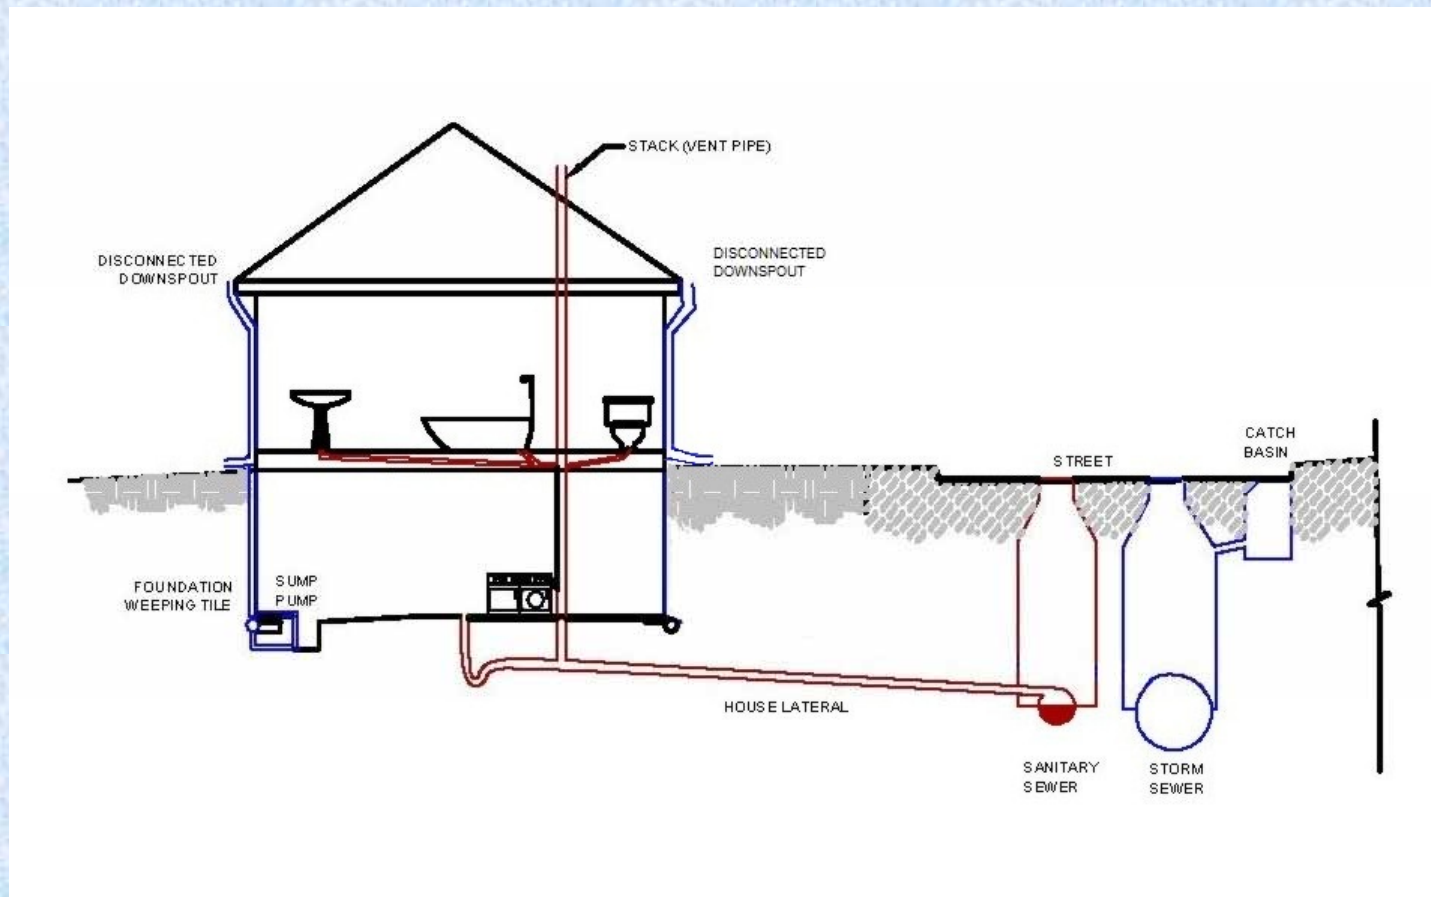 STACK (VENT PIPE)
DISCONNECTED
DOWNSPOUT
DISCONNECTED
DOWNSPOUT
CATCH
BASIN
STREET
FOUNDATION
WEEPING TILE
SUMP
PUMP
HOUSE LATERAL
SANITARY
SEWER
STORM
SEWER